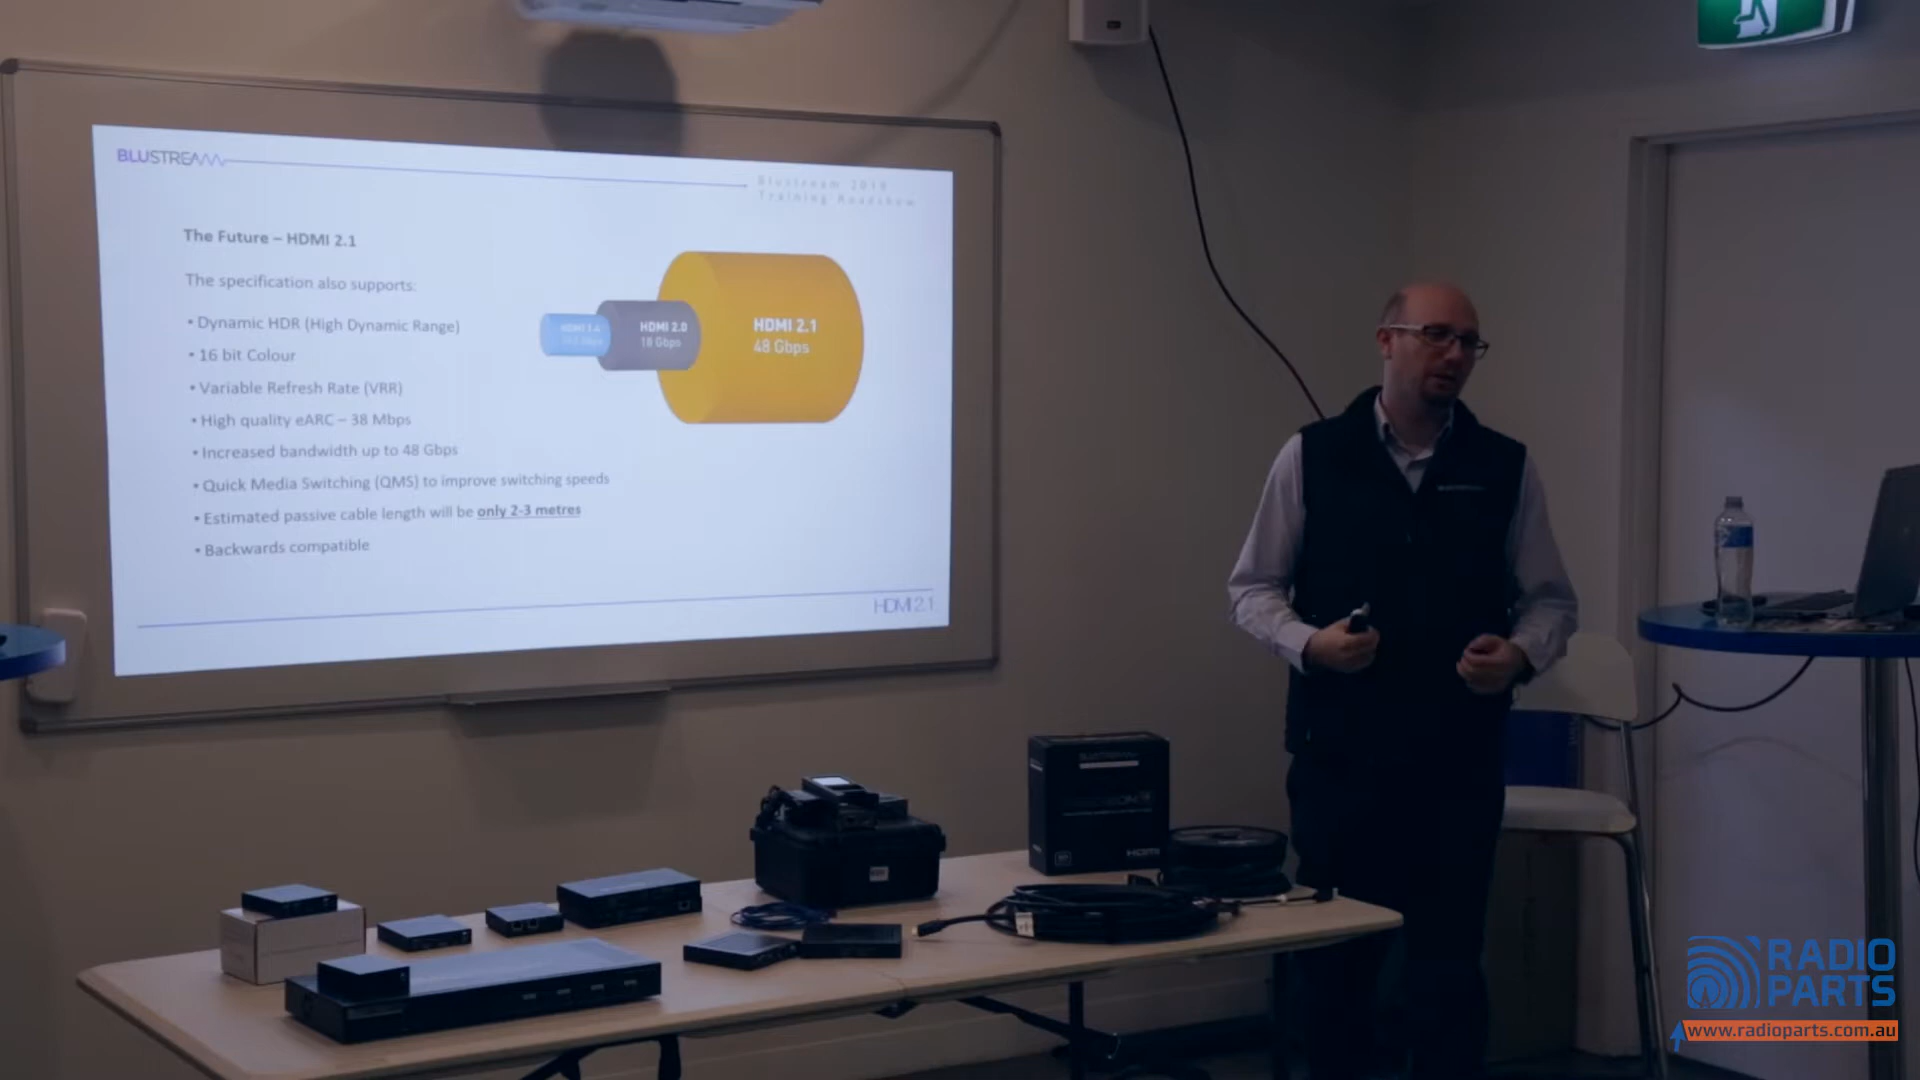 BLUSTREAM
Blustream 2019
Training Roadshow
The Future – HDMI 2.1
The specification also supports:
• Dynamic HDR (High Dynamic Range)
• 16 bit Colour
• Variable Refresh Rate (VRR)
• High quality eARC – 38 Mbps
• Increased bandwidth up to 48 Gbps
• Quick Media Switching (QMS) to improve switching speeds
• Estimated passive cable length will be only 2-3 metres
• Backwards compatible
HDMI 2.0
18 Gbps
HDMI 2.1
48 Gbps
HDMI 2.1
BLUSTREAM
HDMI
RADIO
PARTS
www.radioparts.com.au